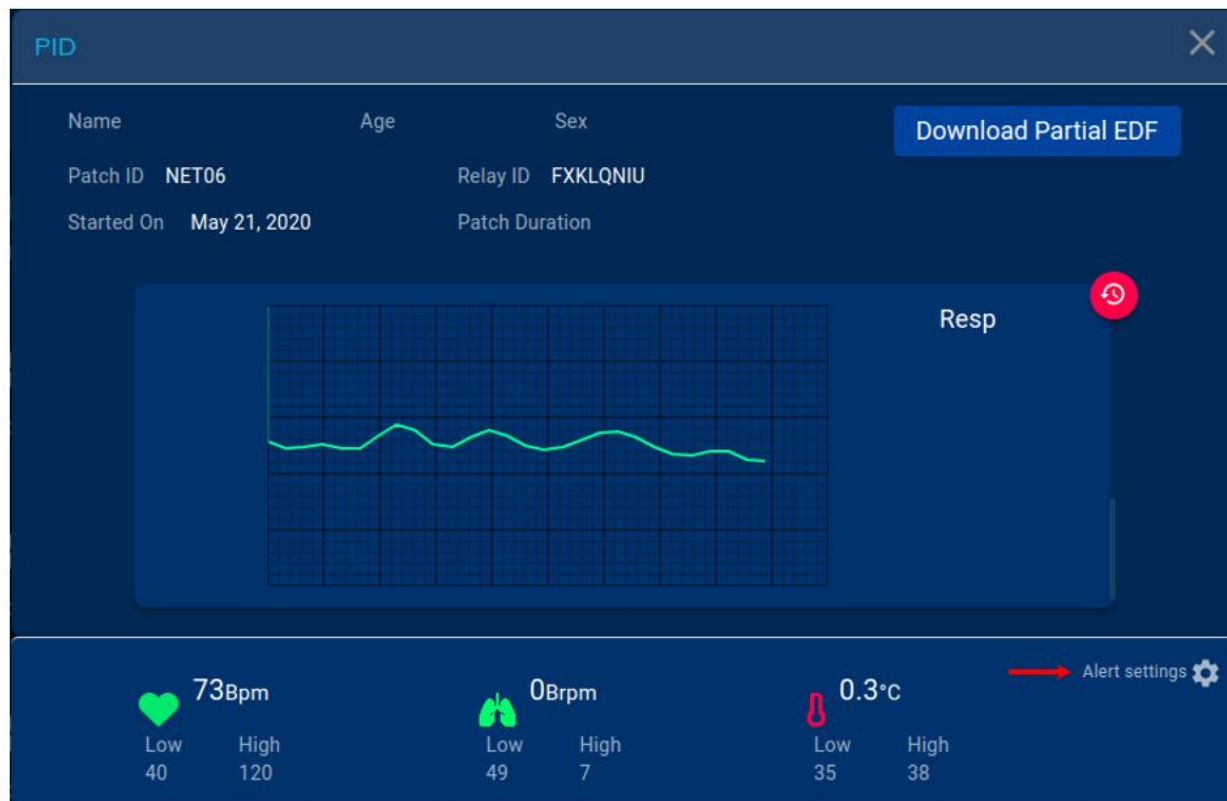 PID
Name Age Sex
Download Partial EDF
Patch ID NET06 Relay ID FXKLQNIU
Started On May 21, 2020 Patch Duration
Resp
Alert settings
73Bpm 0Brpm 0.3°C
Low High Low High Low High
40 120 49 7 35 38